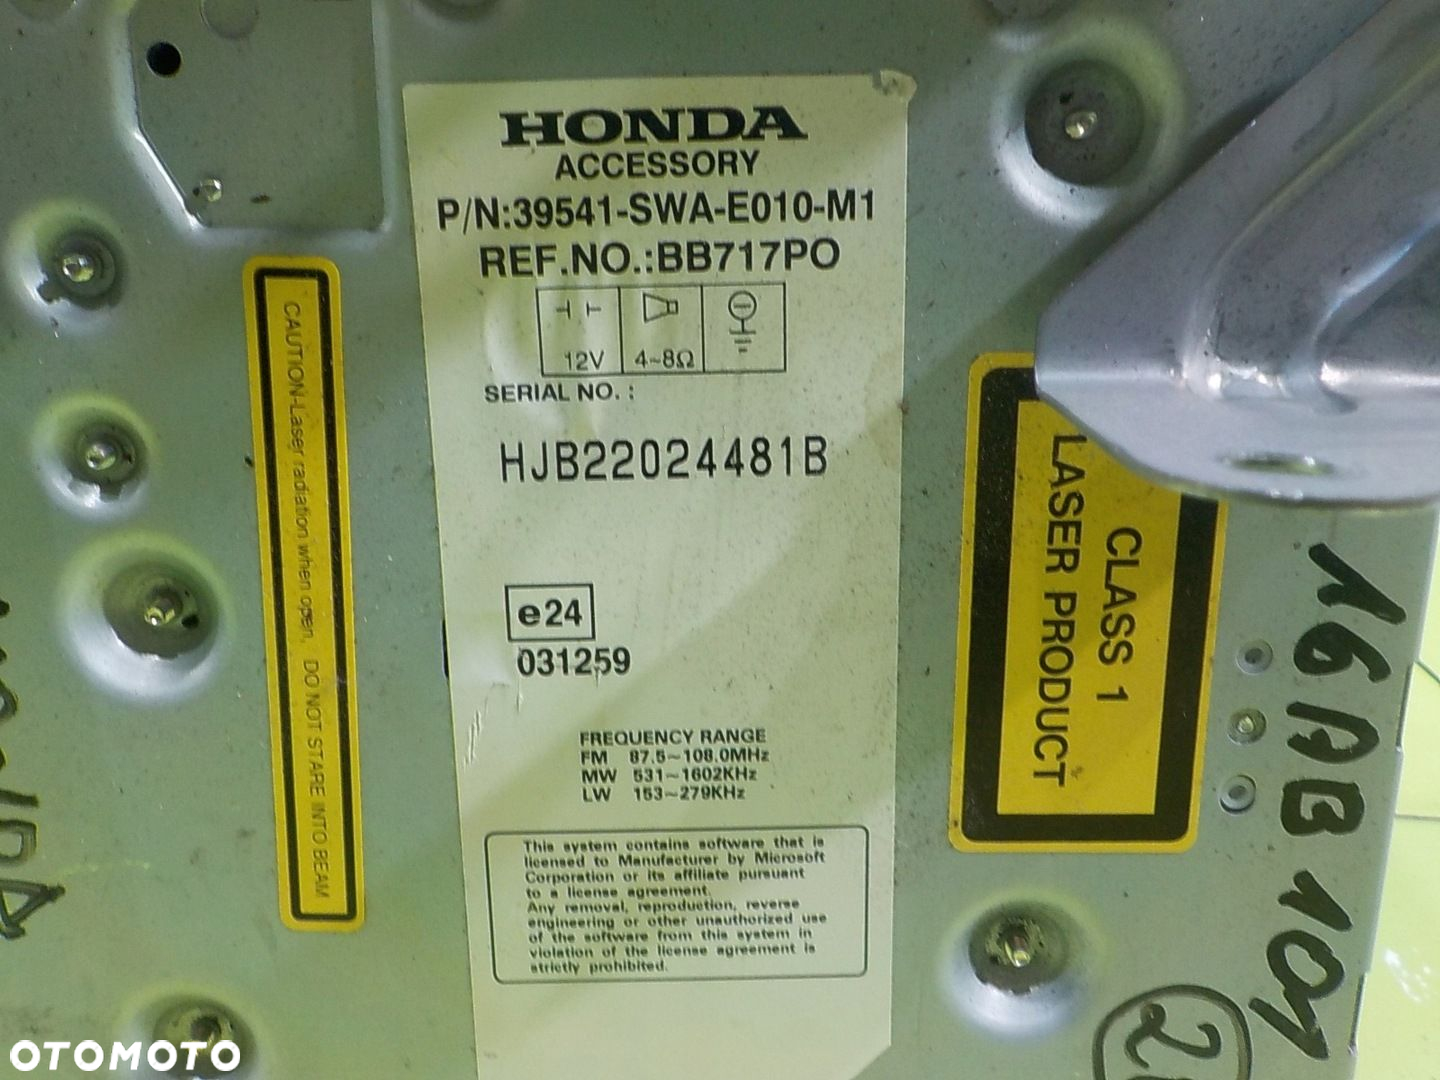 HONDA
ACCESSORY
P/N:39541-SWA-E010-M1
REF.NO.:BB717PO
12V 4~8Ω
SERIAL NO. :
HJB22024481B
e24
031259
FREQUENCY RANGE
FM 87.5~108.0MHz
MW 531~1602KHz
LW 153~279KHz
This system contains software that is
licensed to Manufacturer by Microsoft
Corporation or its affiliate pursuant
to a license agreement.
Any removal, reproduction, reverse
engineering or other unauthorized use
of the software from this system in
violation of the license agreement is
strictly prohibited.
CAUTION-Laser radiation when open, DO NOT STARE INTO BEAM
CLASS 1
LASER PRODUCT
OTOMOTO